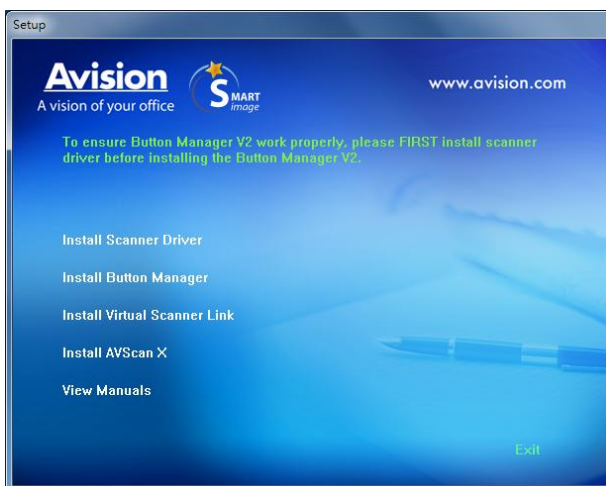 Setup
Avision
A vision of your office
SMART
image
www.avision.com
To ensure Button Manager V2 work properly, please FIRST install scanner
driver before installing the Button Manager V2.
Install Scanner Driver
Install Button Manager
Install Virtual Scanner Link
Install AVScan X
View Manuals
Exit